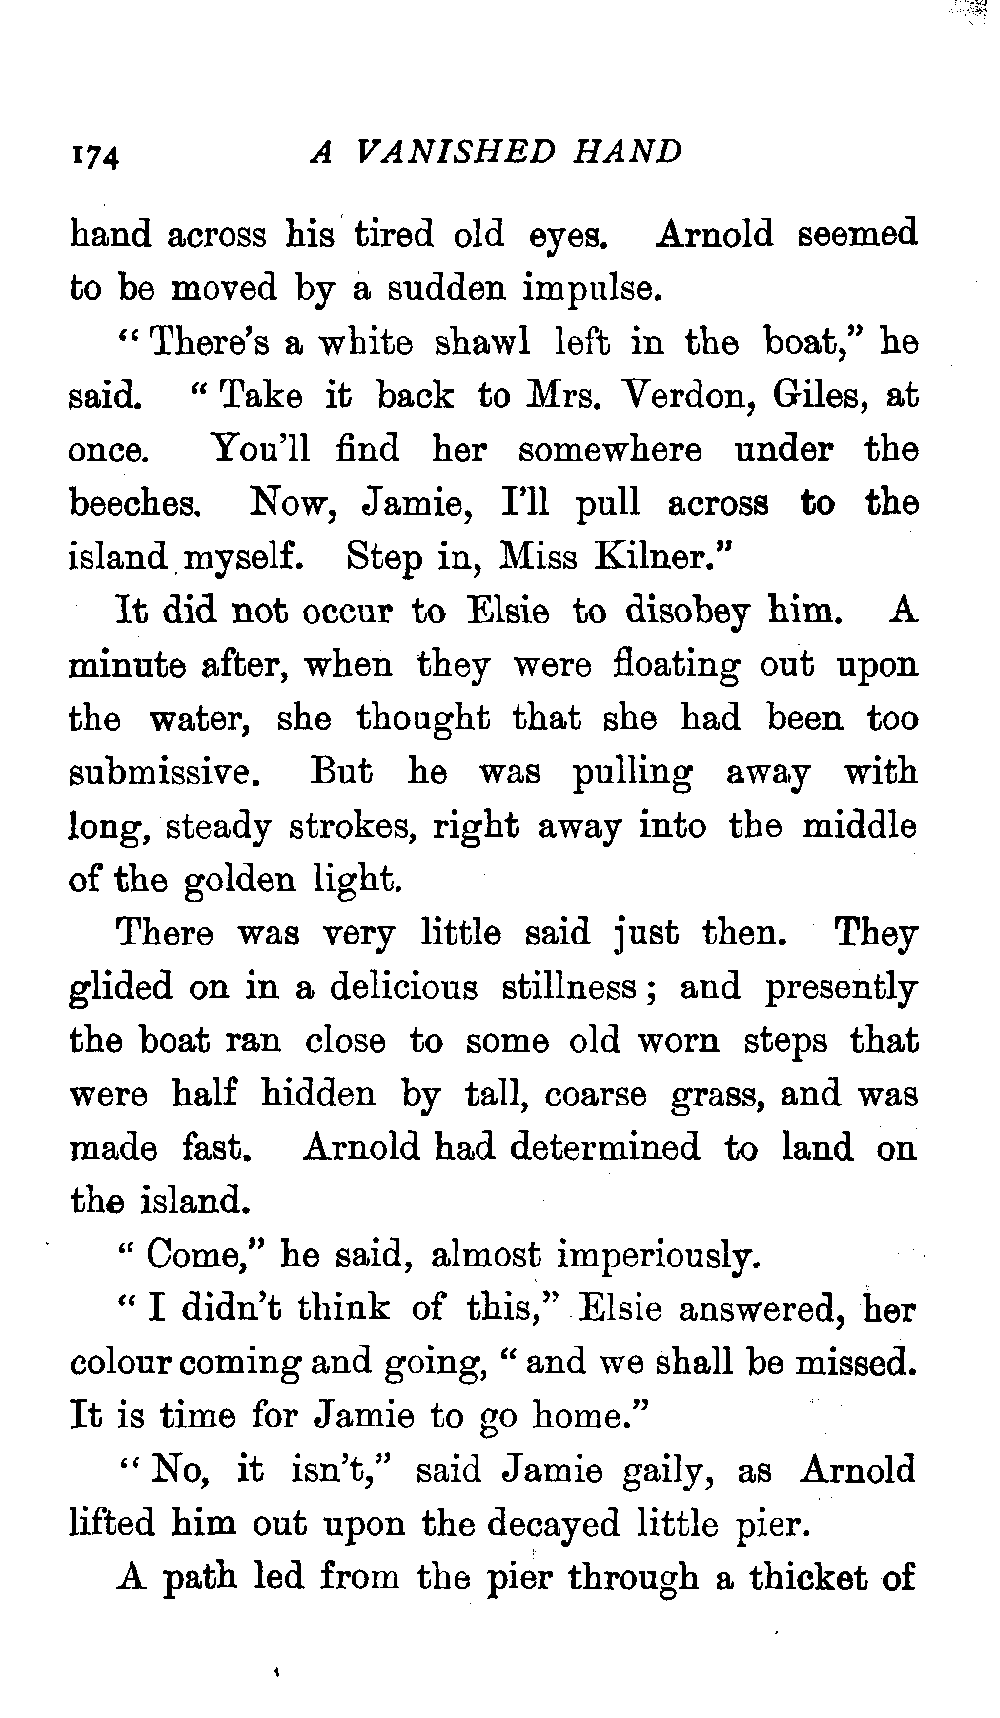 174 A VANISHED HAND
hand across his tired old eyes. Arnold seemed
to be moved by a sudden impulse.
“There's a white shawl left in the boat,” he
said. “Take it back to Mrs. Verdon, Giles, at
once. You'll find her somewhere under the
beeches. Now, Jamie, I'll pull across to the
island myself. Step in, Miss Kilner.”
It did not occur to Elsie to disobey him. A
minute after, when they were floating out upon
the water, she thought that she had been too
submissive. But he was pulling away with
long, steady strokes, right away into the middle
of the golden light.
There was very little said just then. They
glided on in a delicious stillness; and presently
the boat ran close to some old worn steps that
were half hidden by tall, coarse grass, and was
made fast. Arnold had determined to land on
the island.
“Come,” he said, almost imperiously.
“I didn't think of this,” Elsie answered, her
colour coming and going, “and we shall be missed.
It is time for Jamie to go home.”
“No, it isn't,” said Jamie gaily, as Arnold
lifted him out upon the decayed little pier.
A path led from the pier through a thicket of